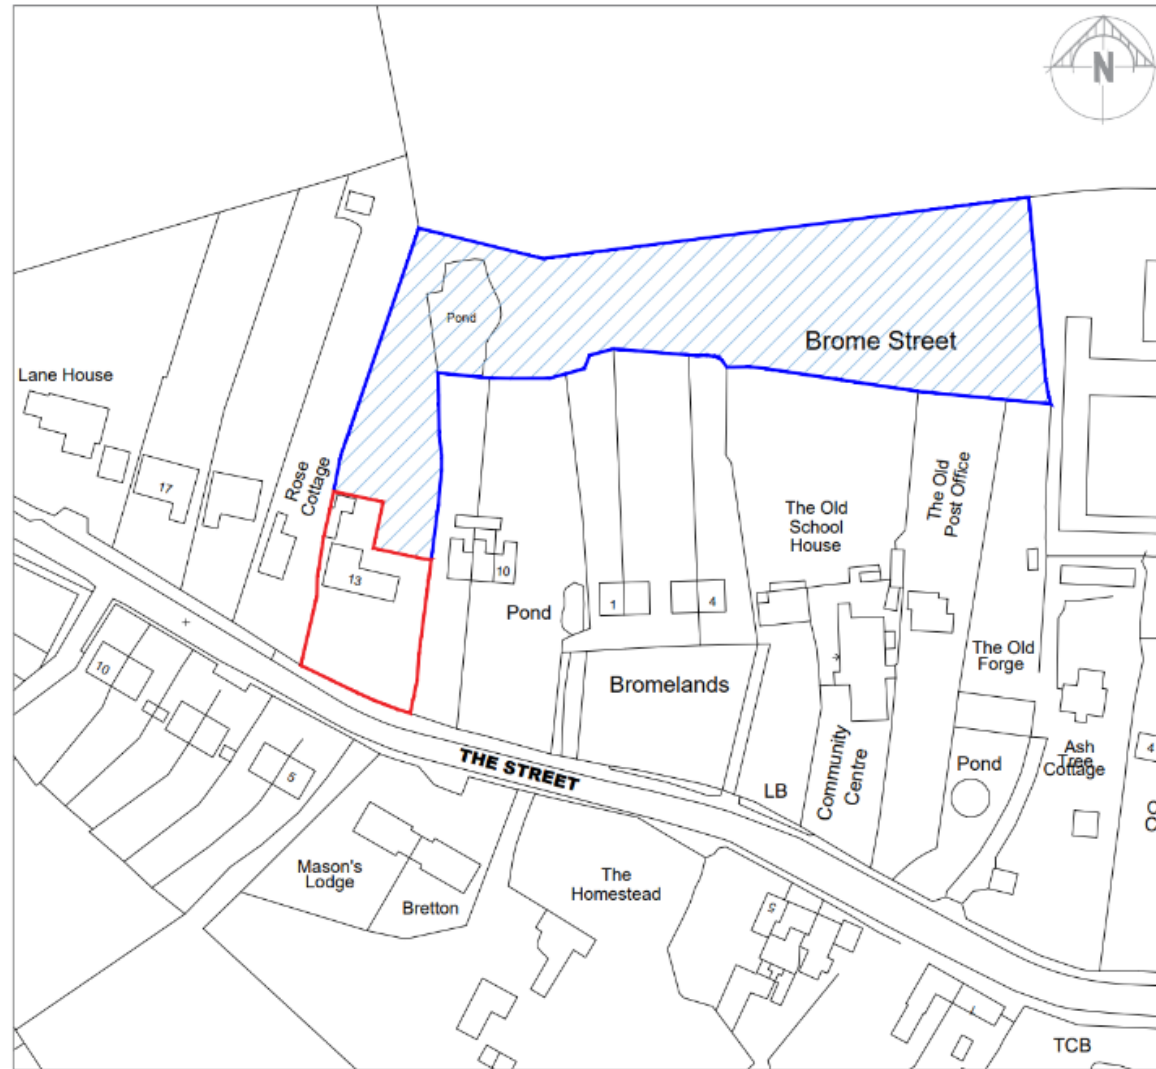 N
Pond
Brome Street
Lane House
17
Rose
Cottage
13
10
Pond
1
4
The Old
School
House
The Old
Post Office
The Old
Forge
Bromelands
10
5
THE STREET
LB
Community
Centre
Pond
Ash
Tree
Cottage
4
Mason's
Lodge
Bretton
The
Homestead
5
1
TCB